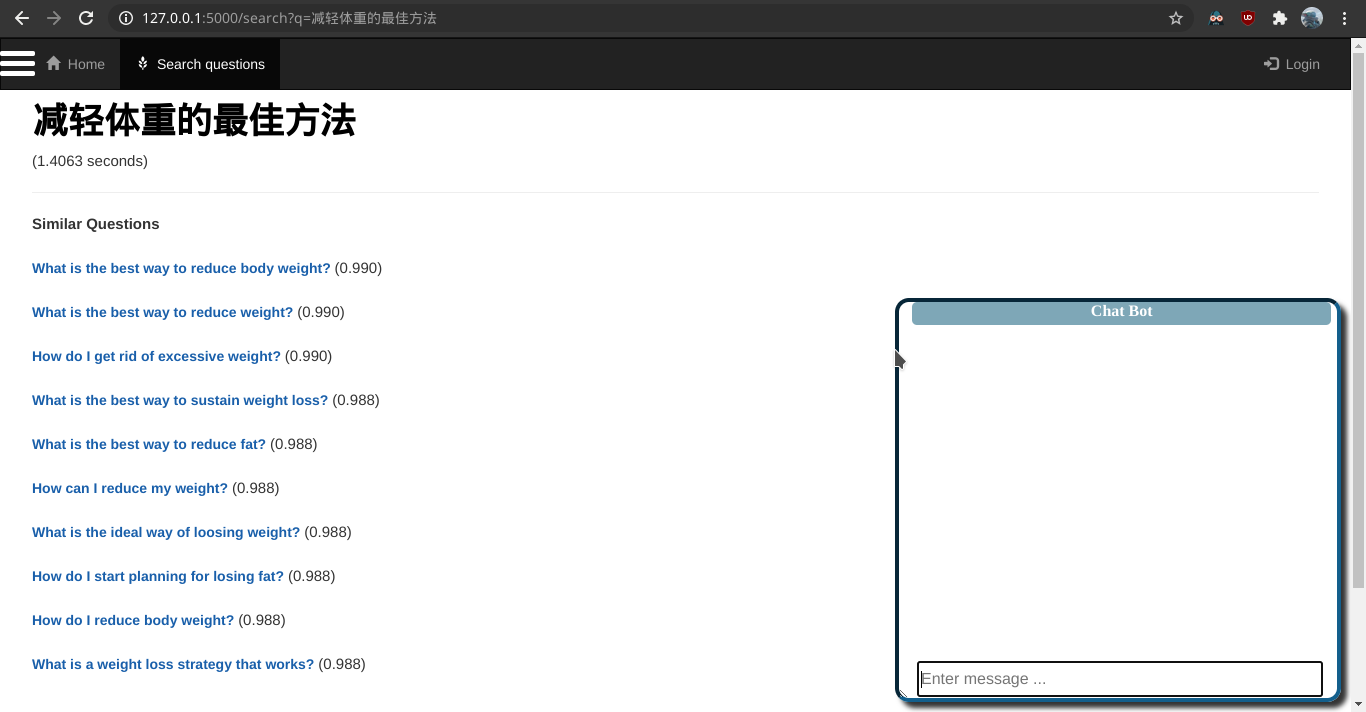 127.0.0.1:5000/search?q=减轻体重的最佳方法
Home
Search questions
Login
减轻体重的最佳方法
(1.4063 seconds)
Similar Questions
What is the best way to reduce body weight? (0.990)
What is the best way to reduce weight? (0.990)
How do I get rid of excessive weight? (0.990)
What is the best way to sustain weight loss? (0.988)
What is the best way to reduce fat? (0.988)
How can I reduce my weight? (0.988)
What is the ideal way of loosing weight? (0.988)
How do I start planning for losing fat? (0.988)
How do I reduce body weight? (0.988)
What is a weight loss strategy that works? (0.988)
Chat Bot
Enter message ...